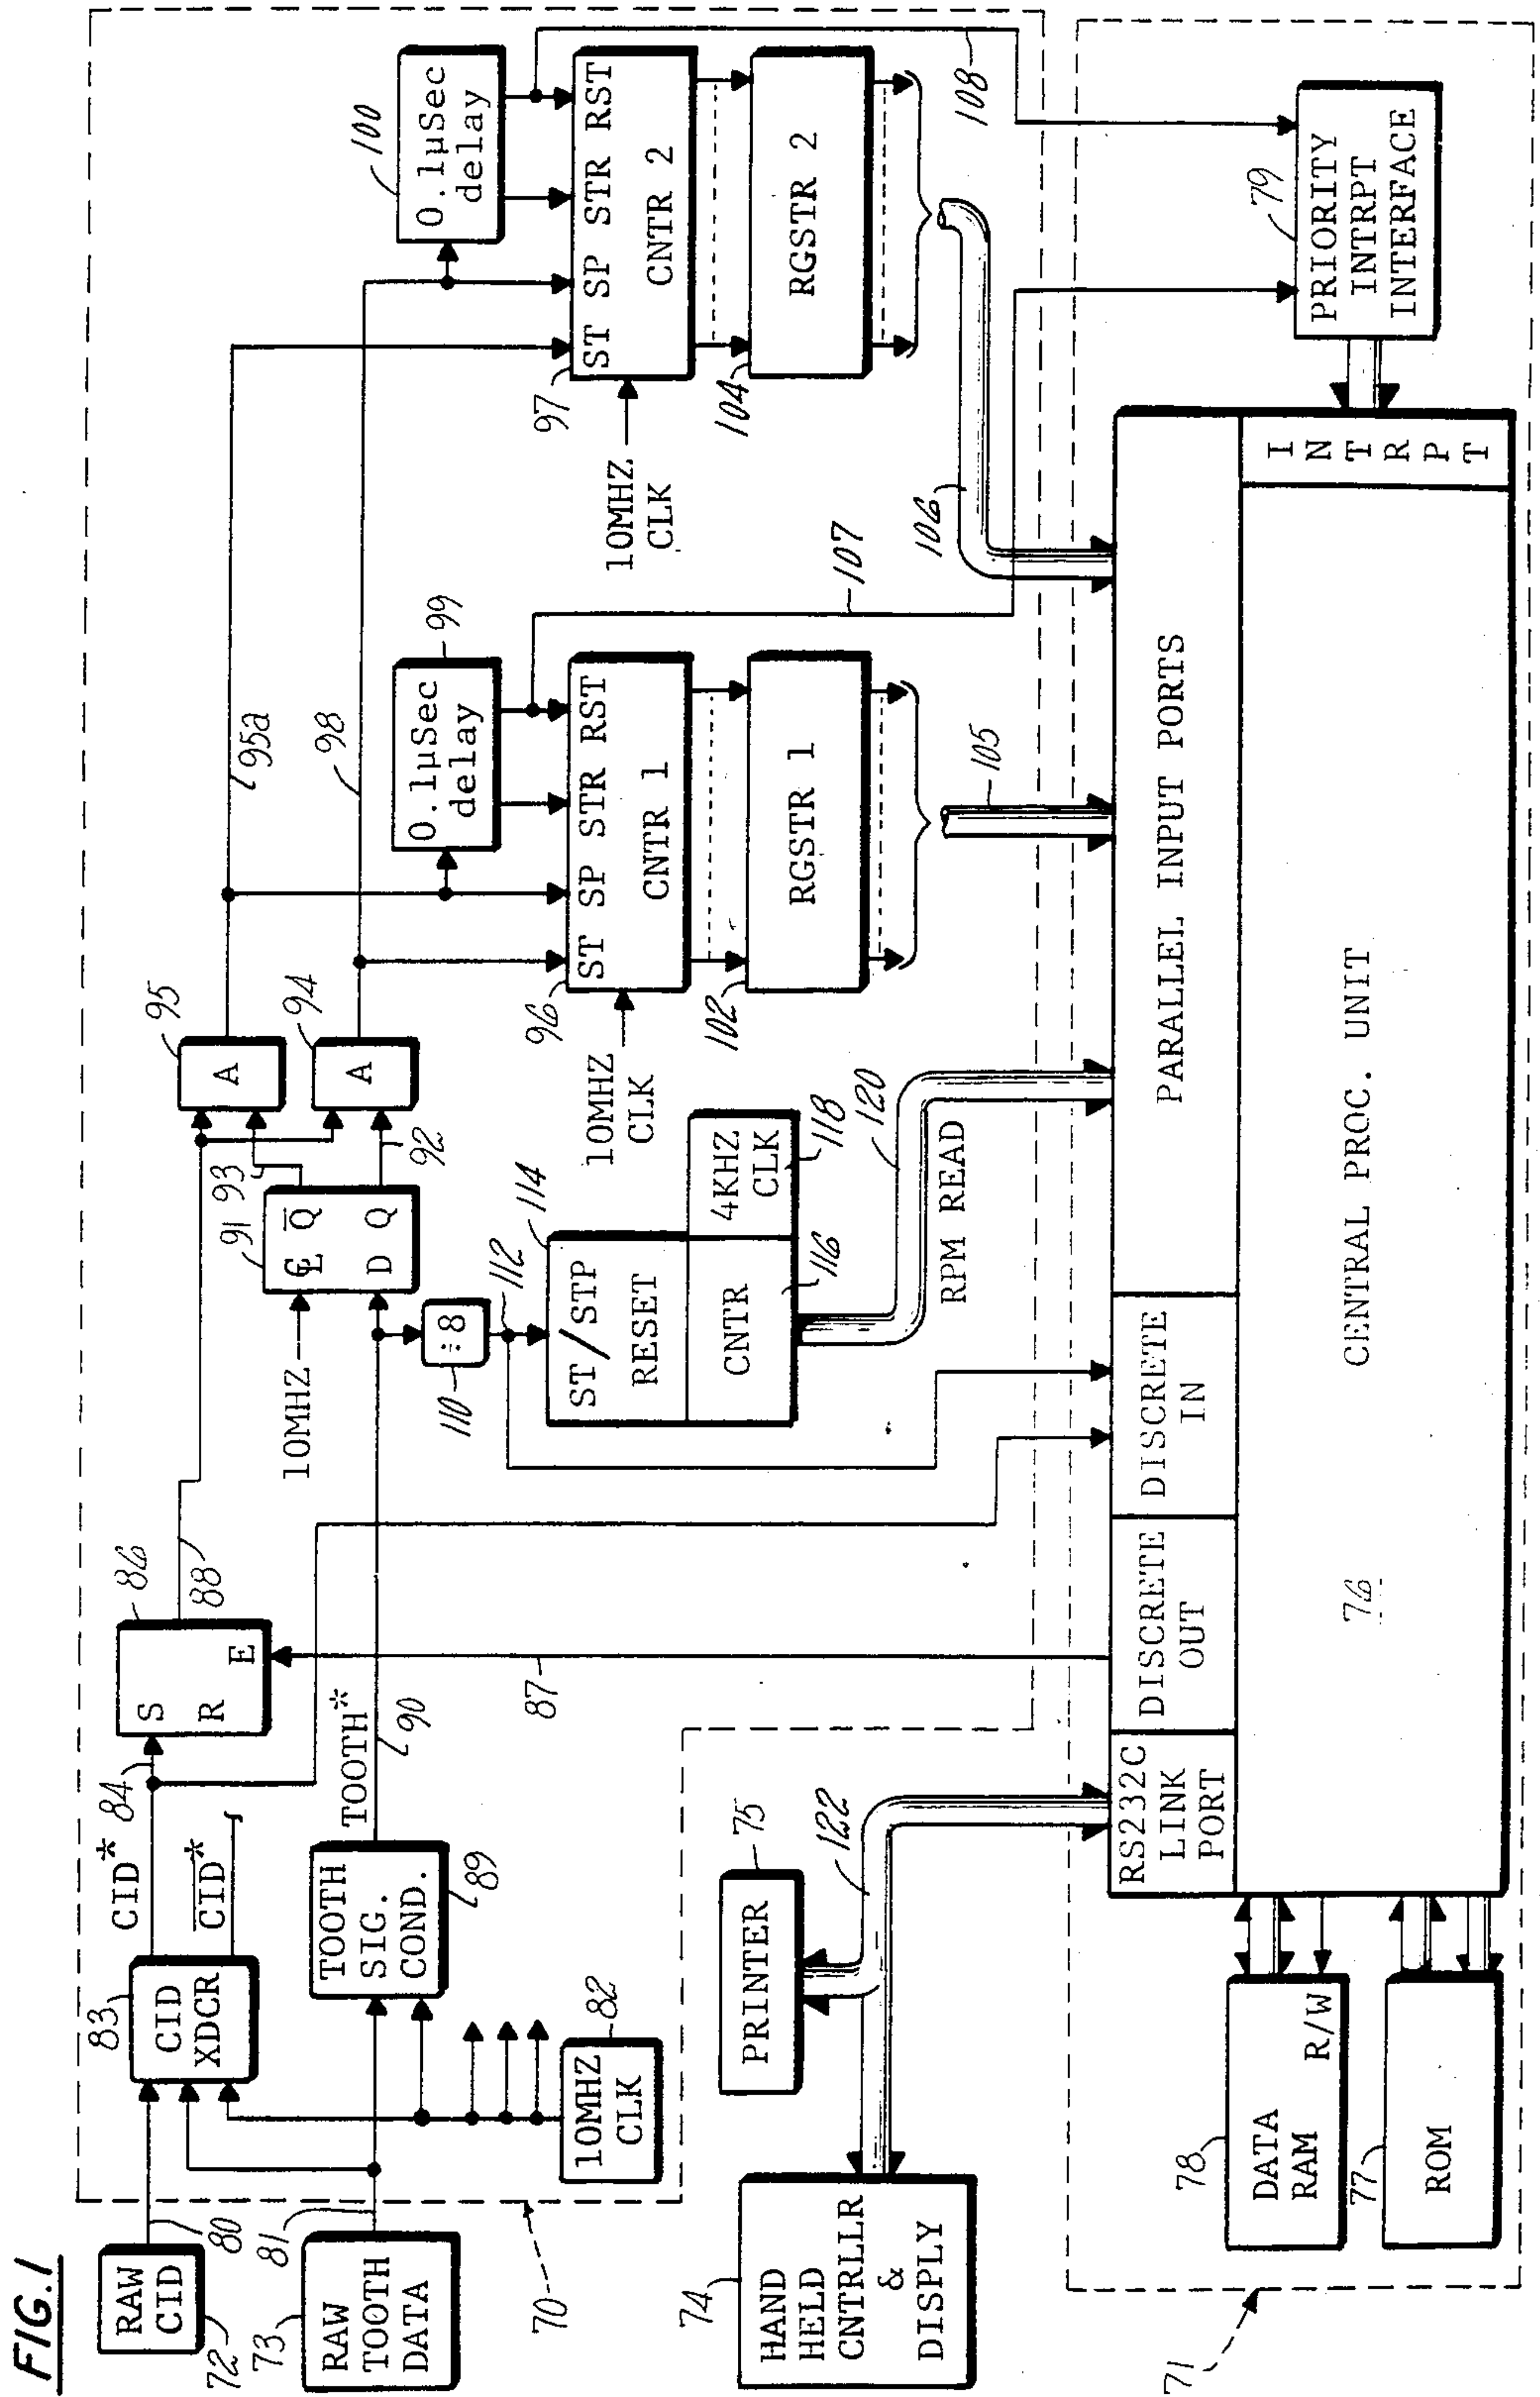 FIG. 1
RAW
CID
72
80
RAW
TOOTH
DATA
73
81
70
83
CID
XDCR
CID*
CID*
84
S
R
E
86
88
87
TOOTH
SIG.
COND.
89
TOOTH*
90
10MHZ
CLK
82
10MHZ
91
CL Q
D Q
93
92
95
A
94
A
95a
98
÷8
110
112
114
ST/STP
RESET
CNTR
116
4KHZ
CLK
118
120
RPM READ
99
0.1µSec
delay
96
ST SP STR RST
CNTR 1
10MHZ
CLK
102
RGSTR 1
105
107
100
0.1µSec
delay
97
ST SP STR RST
CNTR 2
10MHZ
CLK
104
RGSTR 2
106
108
74
HAND
HELD
CNTRLLR
&
DISPLY
PRINTER
75
122
RS232C
LINK
PORT
DISCRETE
OUT
DISCRETE
IN
PARALLEL INPUT PORTS
I
N
T
R
P
T
PRIORITY
INTRPT
INTERFACE
79
76
CENTRAL PROC. UNIT
78
DATA
RAM
R/W
77
ROM
71